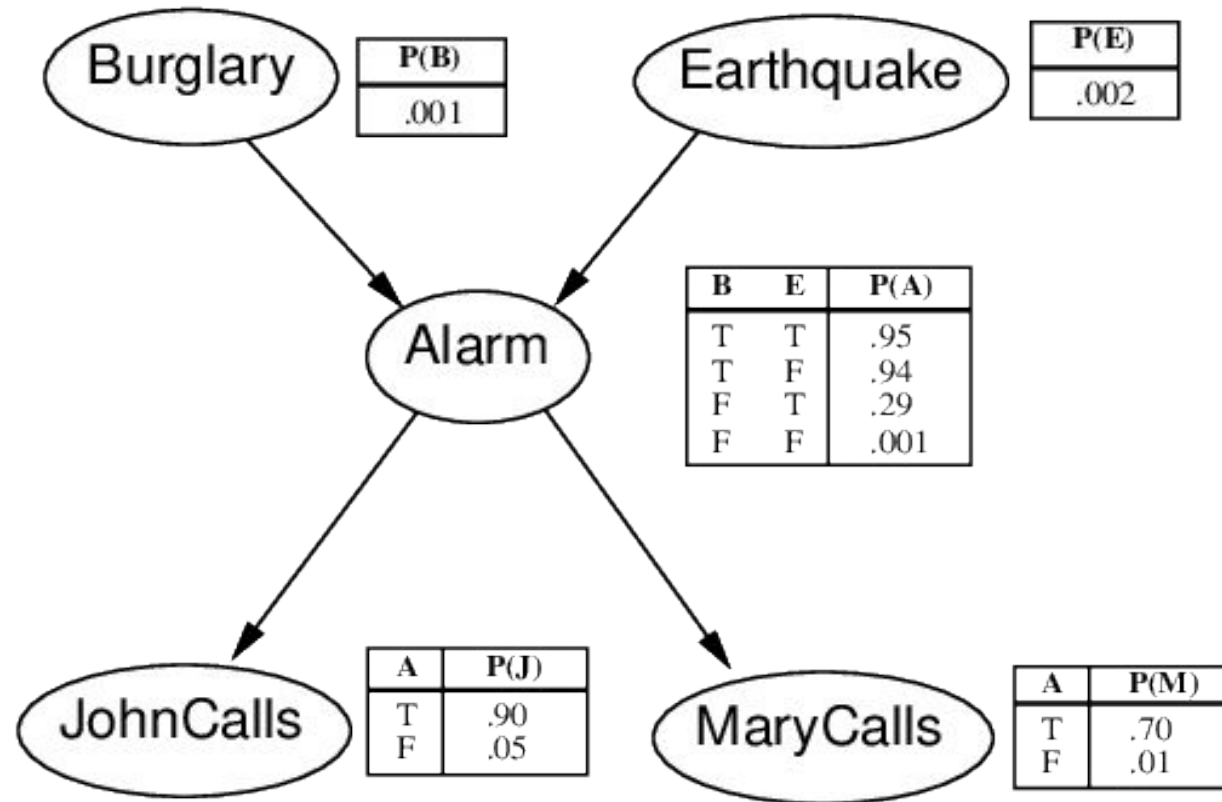 Burglary
P(B)
.001
Earthquake
P(E)
.002
Alarm
B E P(A)
T T .95
T F .94
F T .29
F F .001
JohnCalls
A P(J)
T .90
F .05
MaryCalls
A P(M)
T .70
F .01